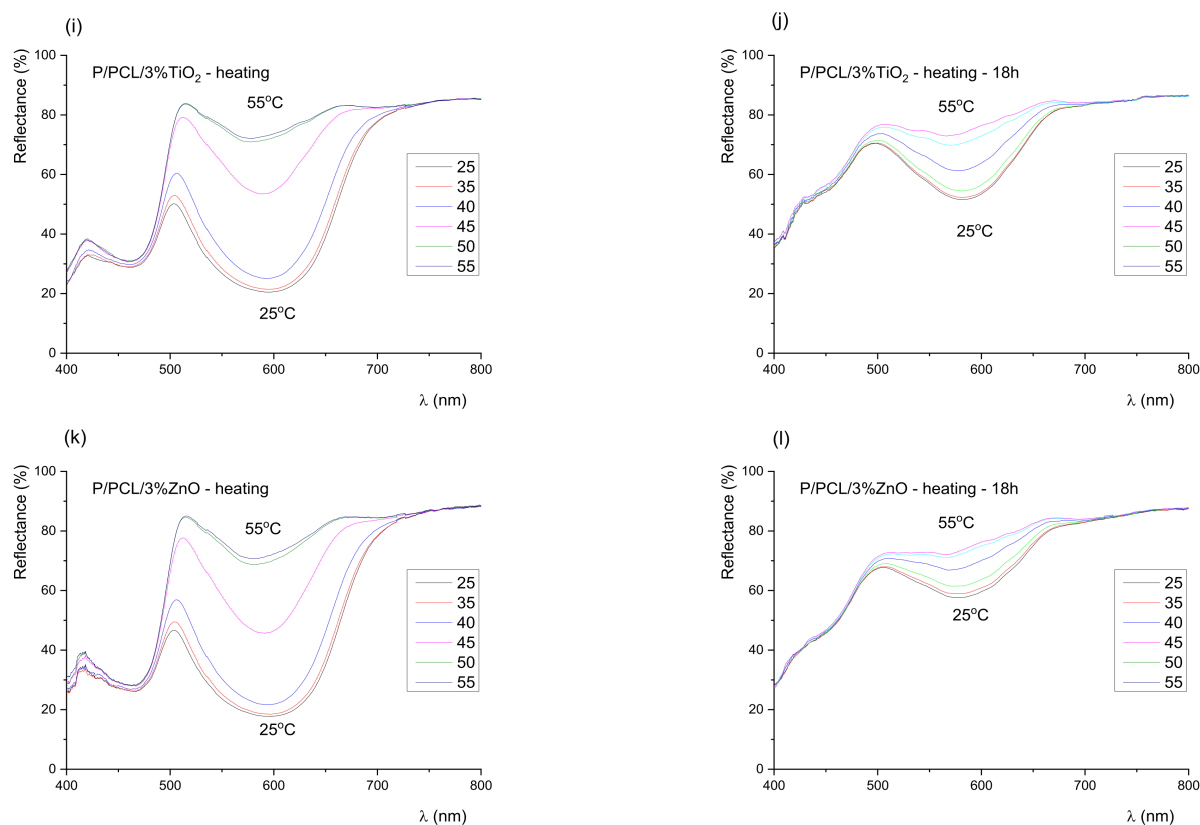 (i)
Reflectance (%)
P/PCL/3%TiO₂ - heating
55°C
25°C
25
35
40
45
50
55
100
80
60
40
20
0
400
500
600
700
800
λ (nm)
(j)
Reflectance (%)
P/PCL/3%TiO₂ - heating - 18h
55°C
25°C
25
35
40
45
50
55
100
80
60
40
20
0
400
500
600
700
800
λ (nm)
(k)
Reflectance (%)
P/PCL/3%ZnO - heating
55°C
25°C
25
35
40
45
50
55
100
80
60
40
20
0
400
500
600
700
800
λ (nm)
(l)
Reflectance (%)
P/PCL/3%ZnO - heating - 18h
55°C
25°C
25
35
40
45
50
55
100
80
60
40
20
0
400
500
600
700
800
λ (nm)